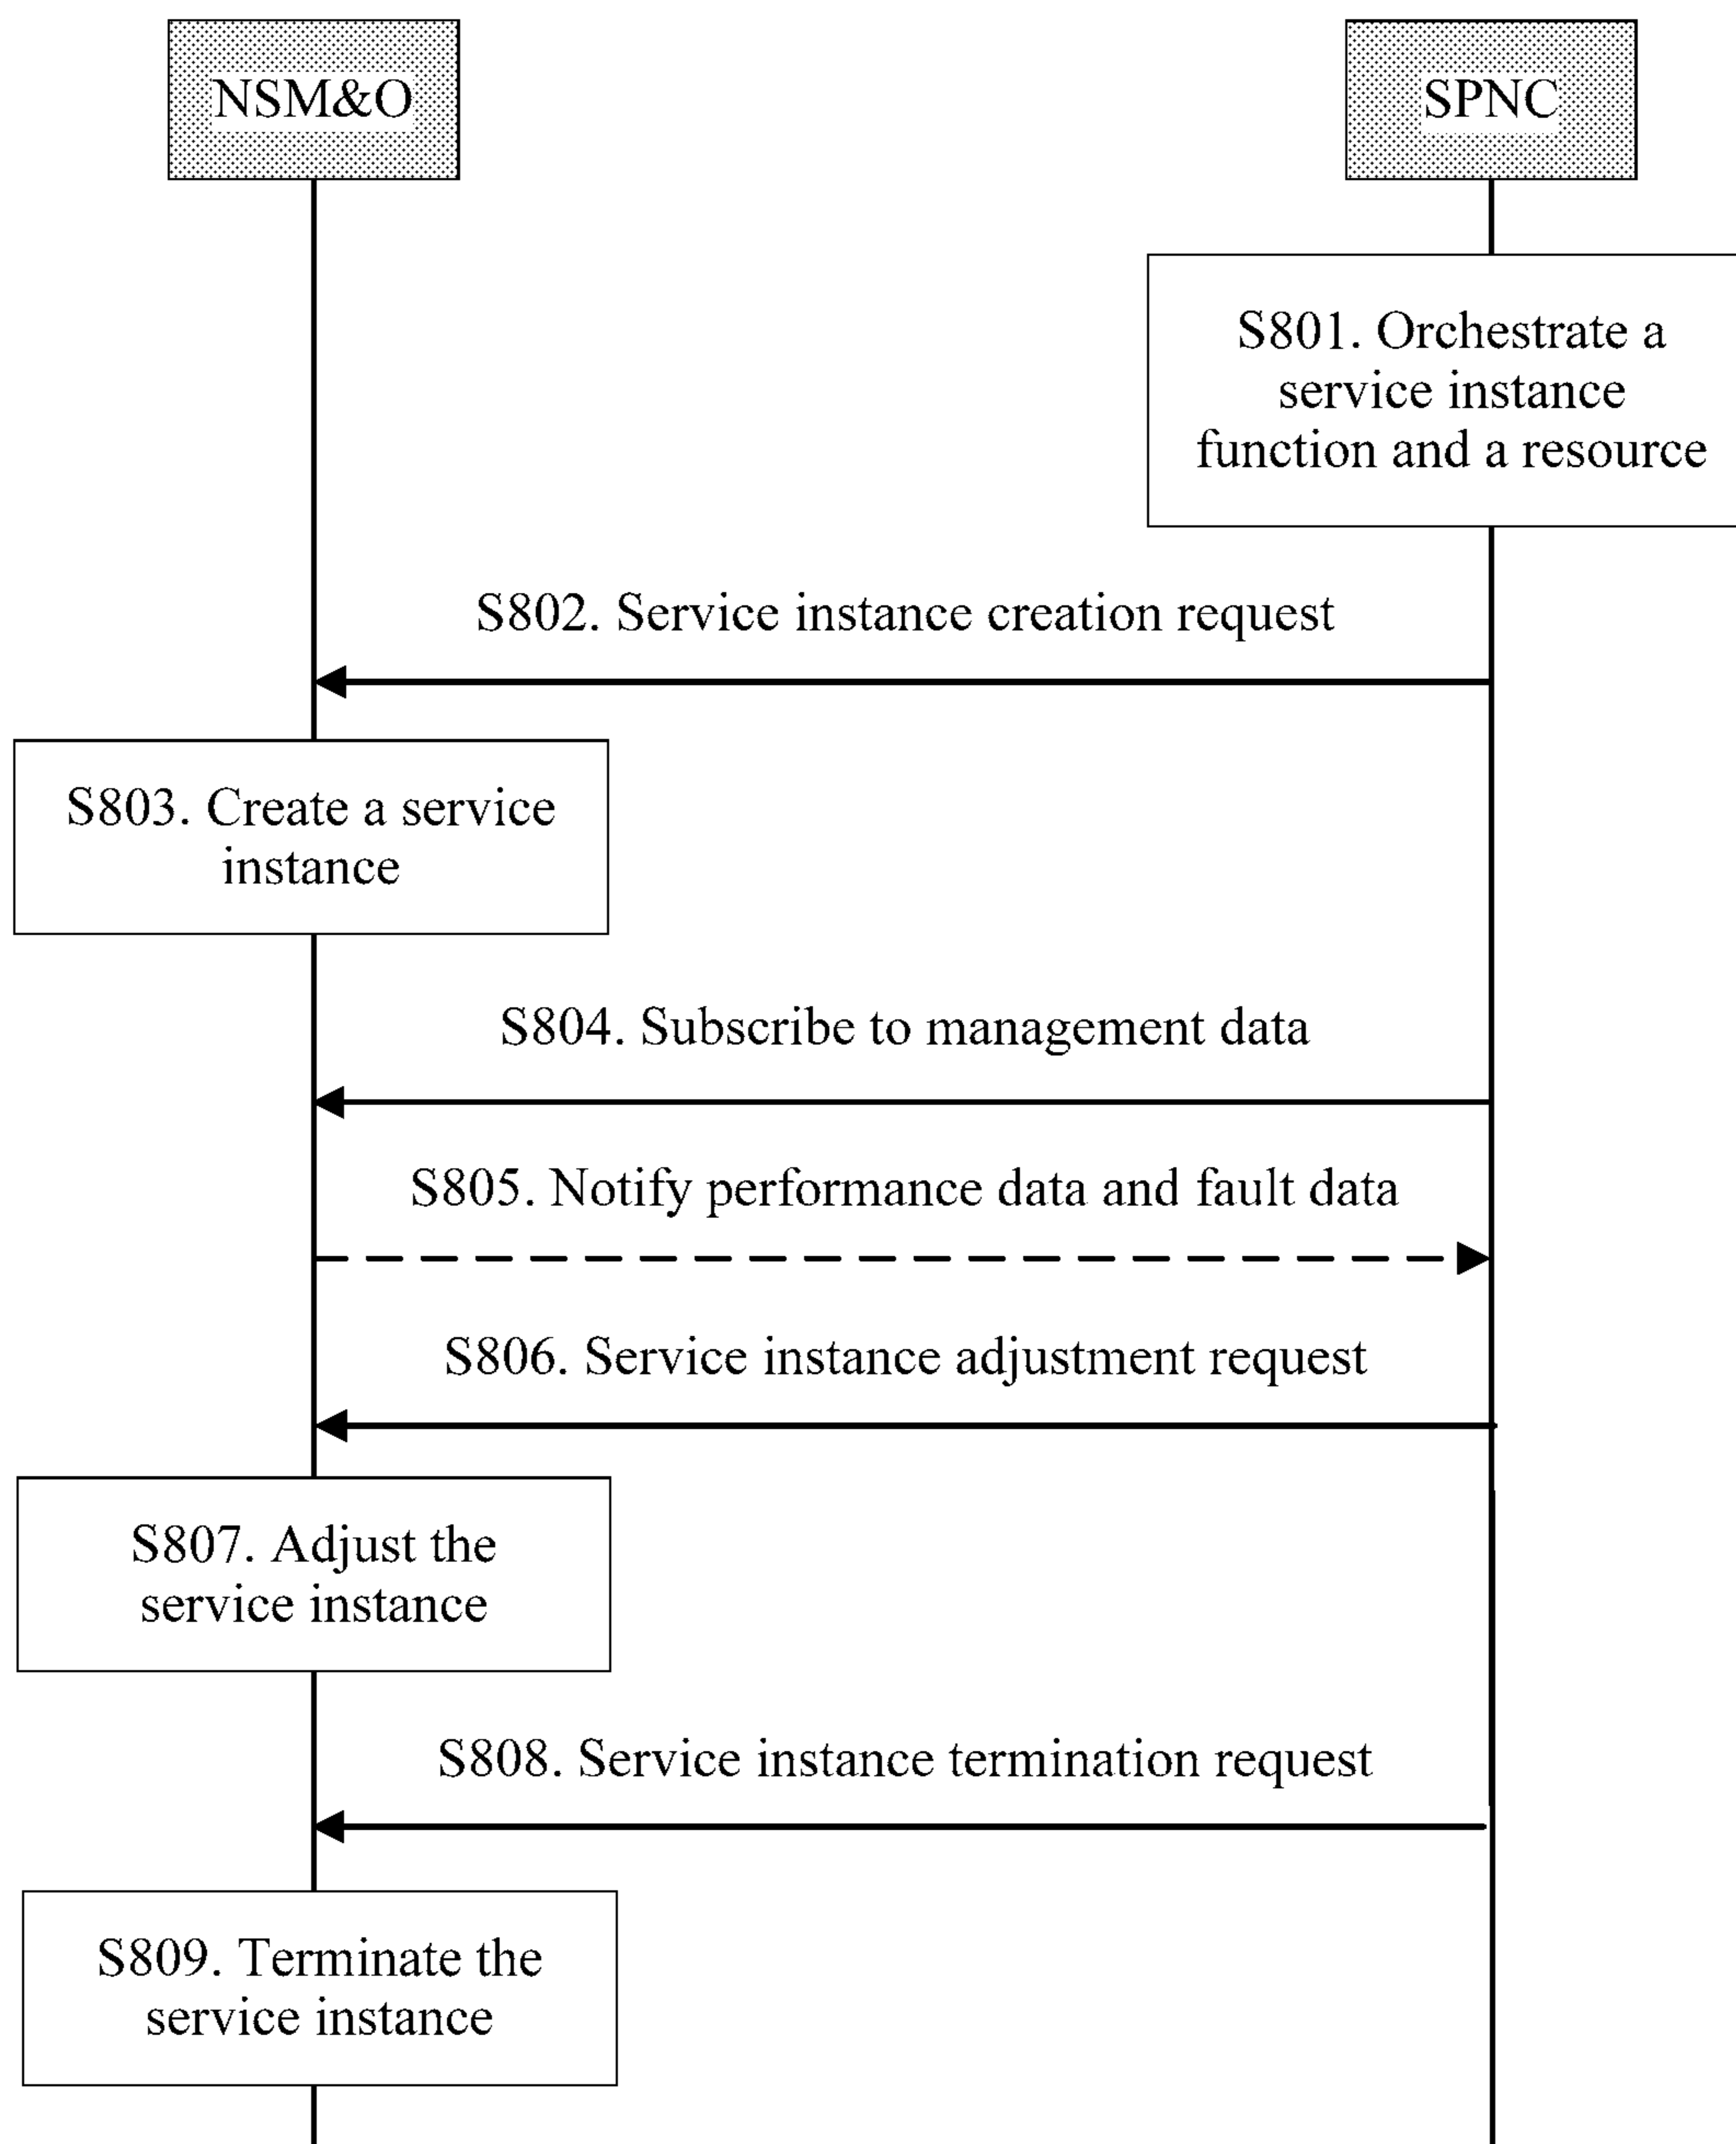 NSM&O
SPNC
S801. Orchestrate a
service instance
function and a resource
S802. Service instance creation request
S803. Create a service
instance
S804. Subscribe to management data
S805. Notify performance data and fault data
S806. Service instance adjustment request
S807. Adjust the
service instance
S808. Service instance termination request
S809. Terminate the
service instance